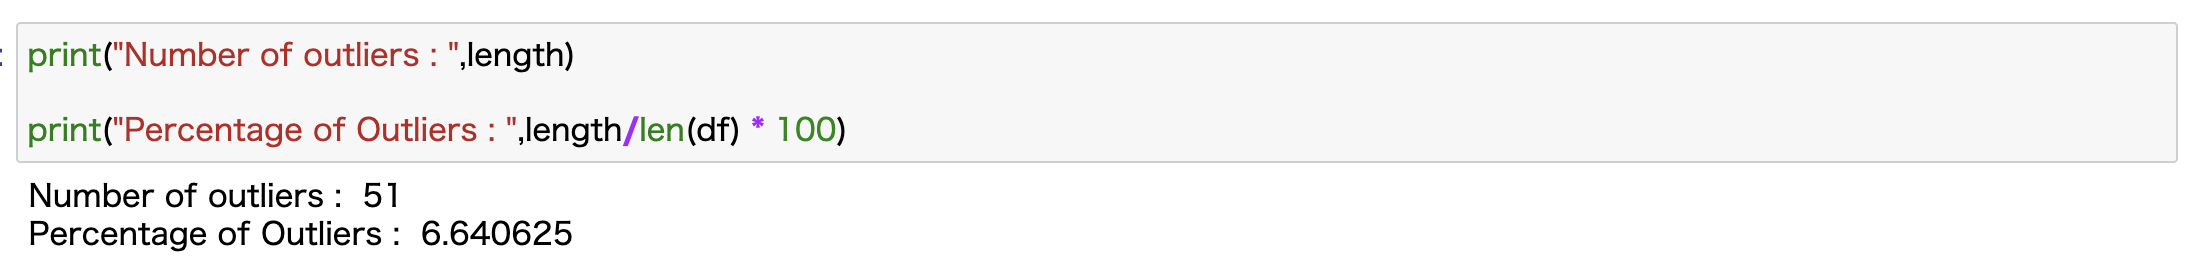 print("Number of outliers : ",length)
print("Percentage of Outliers : ",length/len(df) * 100)
Number of outliers :  51
Percentage of Outliers :  6.640625